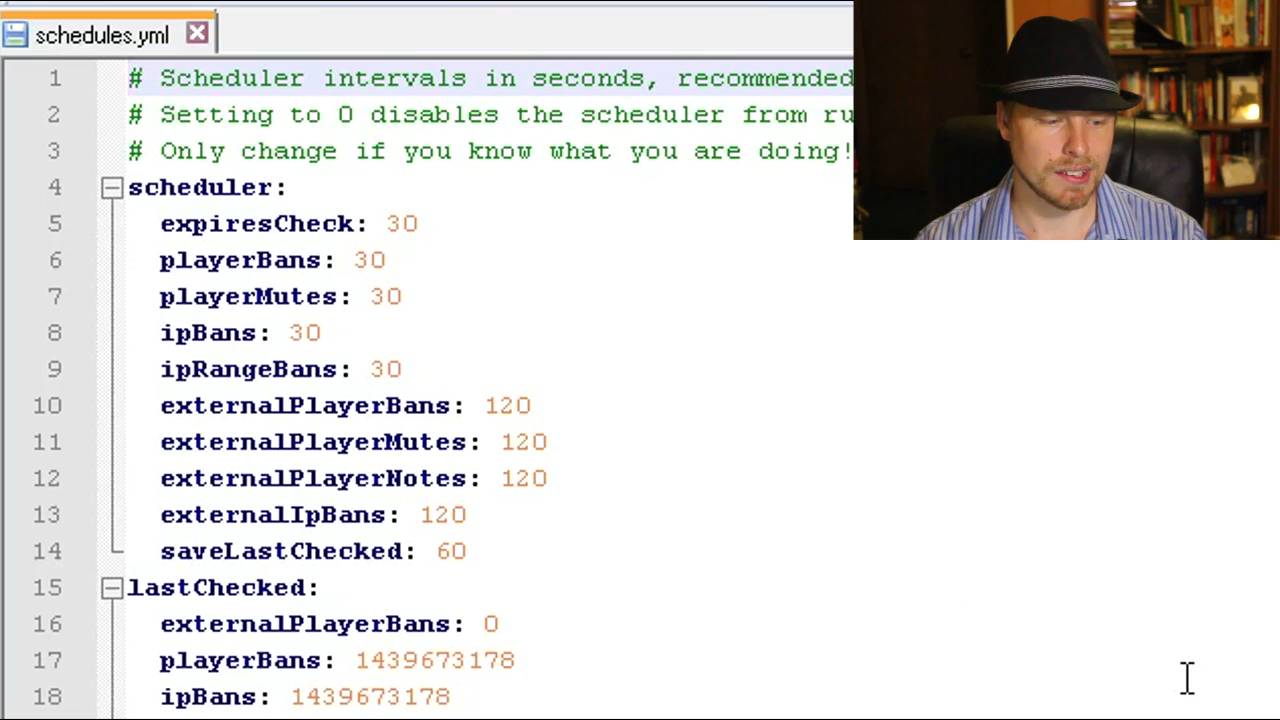 schedules.yml
1 # Scheduler intervals in seconds, recommended
2 # Setting to 0 disables the scheduler from ru
3 # Only change if you know what you are doing!
4 scheduler:
5 expiresCheck: 30
6 playerBans: 30
7 playerMutes: 30
8 ipBans: 30
9 ipRangeBans: 30
10 externalPlayerBans: 120
11 externalPlayerMutes: 120
12 externalPlayerNotes: 120
13 externalIpBans: 120
14 saveLastChecked: 60
15 lastChecked:
16 externalPlayerBans: 0
17 playerBans: 1439673178
18 ipBans: 1439673178